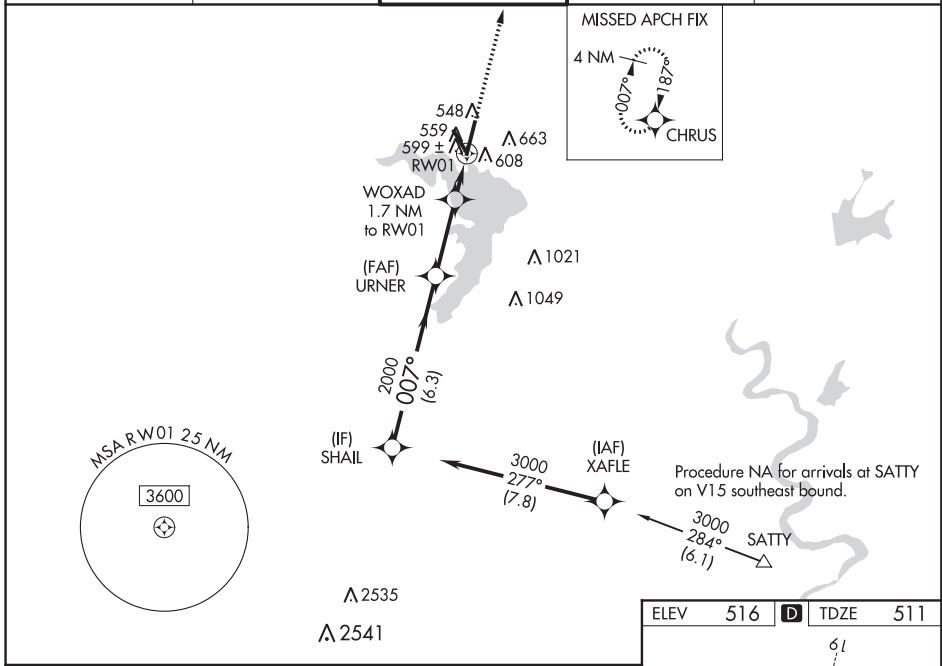 MISSED APCH FIX
4 NM
007°
187°
CHRUS
548
559
599 ±
RW01
663
608
WOXAD
1.7 NM
to RW01
(FAF)
URNER
1021
1049
2000
007°
(6.3)
(IF)
SHAIL
(IAF)
XAFLE
3000
277°
(7.8)
Procedure NA for arrivals at SATTY
on V15 southeast bound.
3000
284°
(6.1)
SATTY
MSA RW01 25 NM
3600
2535
2541
ELEV 516 D TDZE 511
19